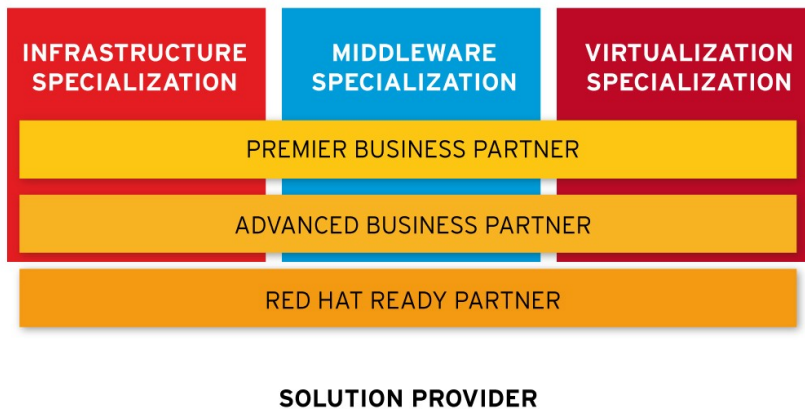 INFRASTRUCTURE
SPECIALIZATION
MIDDLEWARE
SPECIALIZATION
VIRTUALIZATION
SPECIALIZATION
PREMIER BUSINESS PARTNER
ADVANCED BUSINESS PARTNER
RED HAT READY PARTNER
SOLUTION PROVIDER